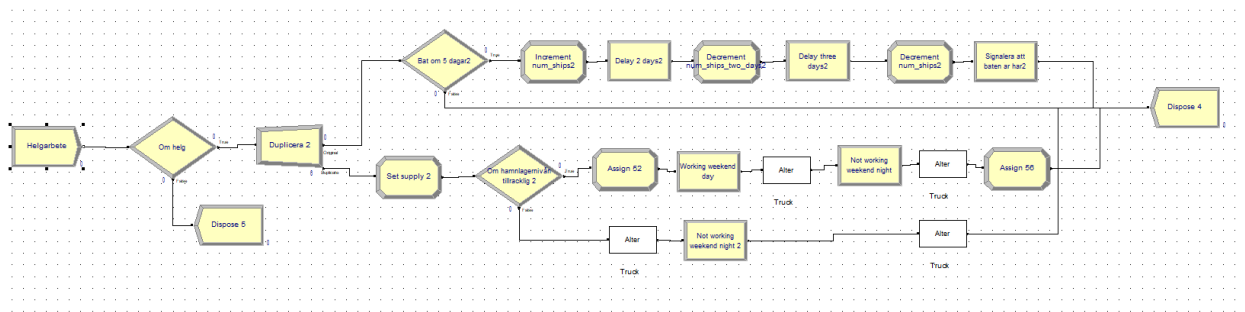 Bat om 5 dagar2
True
False
Increment
num_ships2
Delay 2 days2
Decrement
num_ships_two_days2
Delay three
days2
Decrement
num_ships2
Signalera att
baten ar har2
Dispose 4
Helgarbete
Om helg
True
False
Duplicera 2
Original
Duplicate
Dispose 5
Set supply 2
Om hamnlagernivån
tillracklig 2
True
False
Assign 52
Working weekend
day
Alter
Truck
Not working
weekend night
Alter
Truck
Assign 56
Alter
Truck
Not working
weekend night 2
Alter
Truck